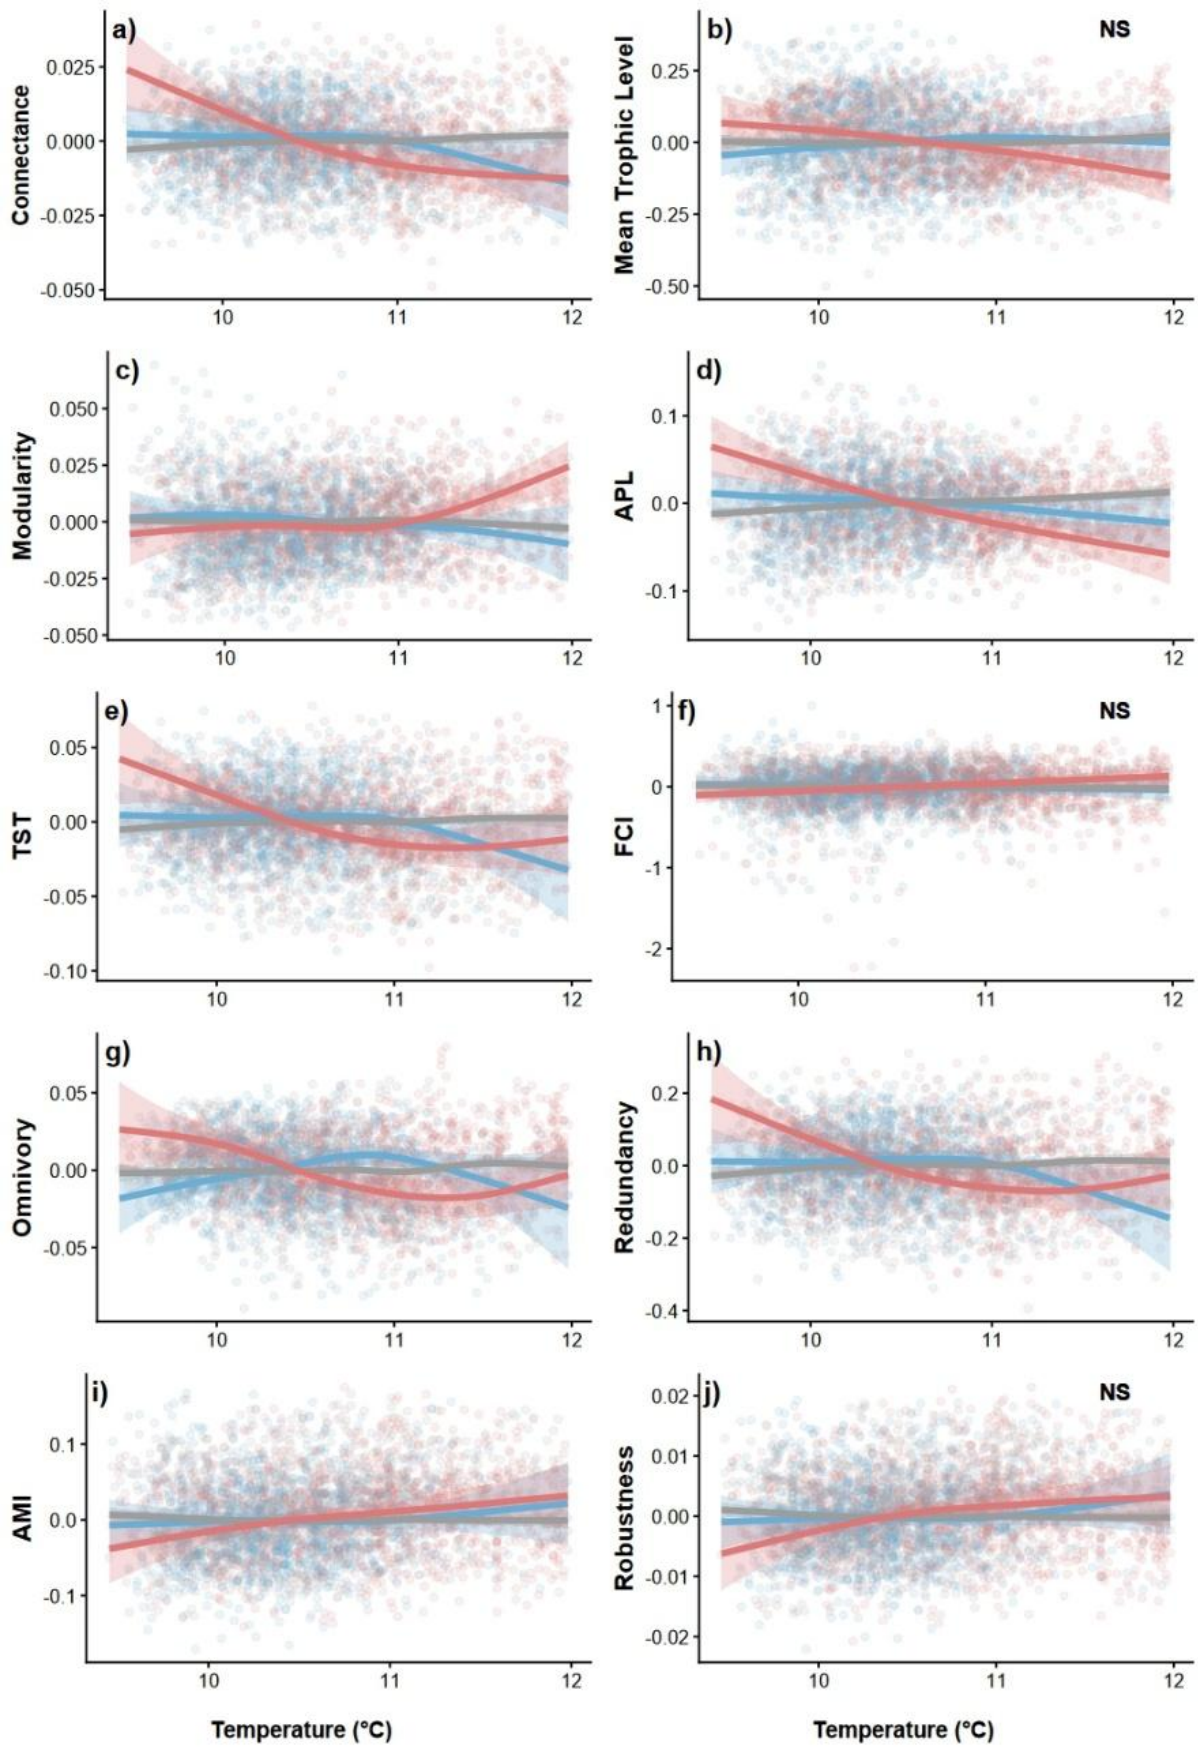 a)
Connectance
0.025
0.000
-0.025
-0.050
10
11
12
b)
NS
Mean Trophic Level
0.25
0.00
-0.25
-0.50
10
11
12
c)
Modularity
0.050
0.025
0.000
-0.025
-0.050
10
11
12
d)
APL
0.1
0.0
-0.1
10
11
12
e)
TST
0.05
0.00
-0.05
-0.10
10
11
12
f)
NS
FCI
1
0
-1
-2
10
11
12
g)
Omnivory
0.05
0.00
-0.05
10
11
12
h)
Redundancy
0.2
0.0
-0.2
-0.4
10
11
12
i)
AMI
0.1
0.0
-0.1
10
11
12
Temperature (°C)
j)
NS
Robustness
0.02
0.01
0.00
-0.01
-0.02
10
11
12
Temperature (°C)